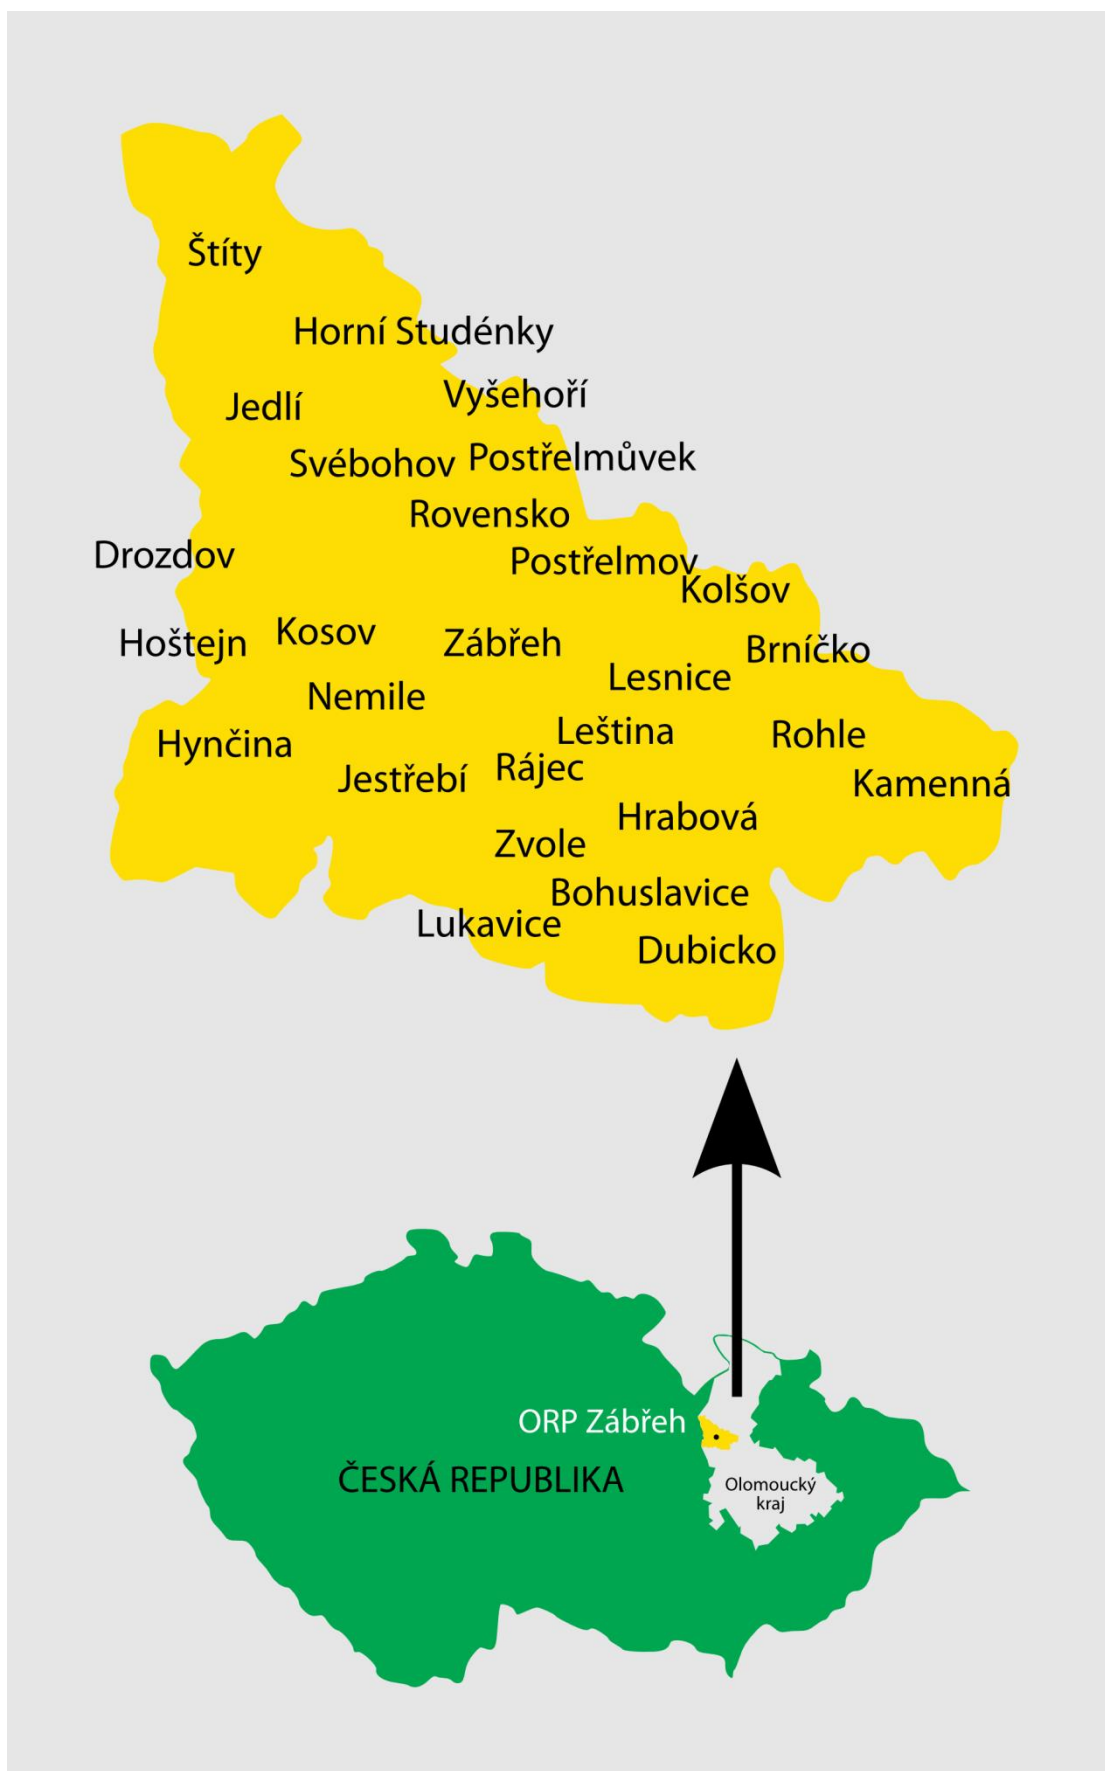 Štíty
Horní Studénky
Vyšehoří
Jedlí
Svébohov
Postřelmůvek
Rovensko
Drozdov
Postřelmov
Kolšov
Hoštejn
Kosov
Zábřeh
Brníčko
Lesnice
Nemile
Hynčina
Leština
Rohle
Jestřebí
Rájec
Kamenná
Hrabová
Zvole
Bohuslavice
Lukavice
Dubicko
ORP Zábřeh
ČESKÁ REPUBLIKA
Olomoucký
kraj